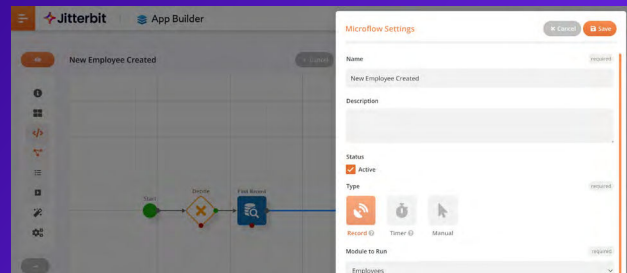 Jitterbit
App Builder
New Employee Created
Cancel
Start
Decide
Find Record
Microflow Settings
Cancel
Save
Name
required
New Employee Created
Description
Status
Active
Type
required
Record
Timer
Manual
Module to Run
required
Employees